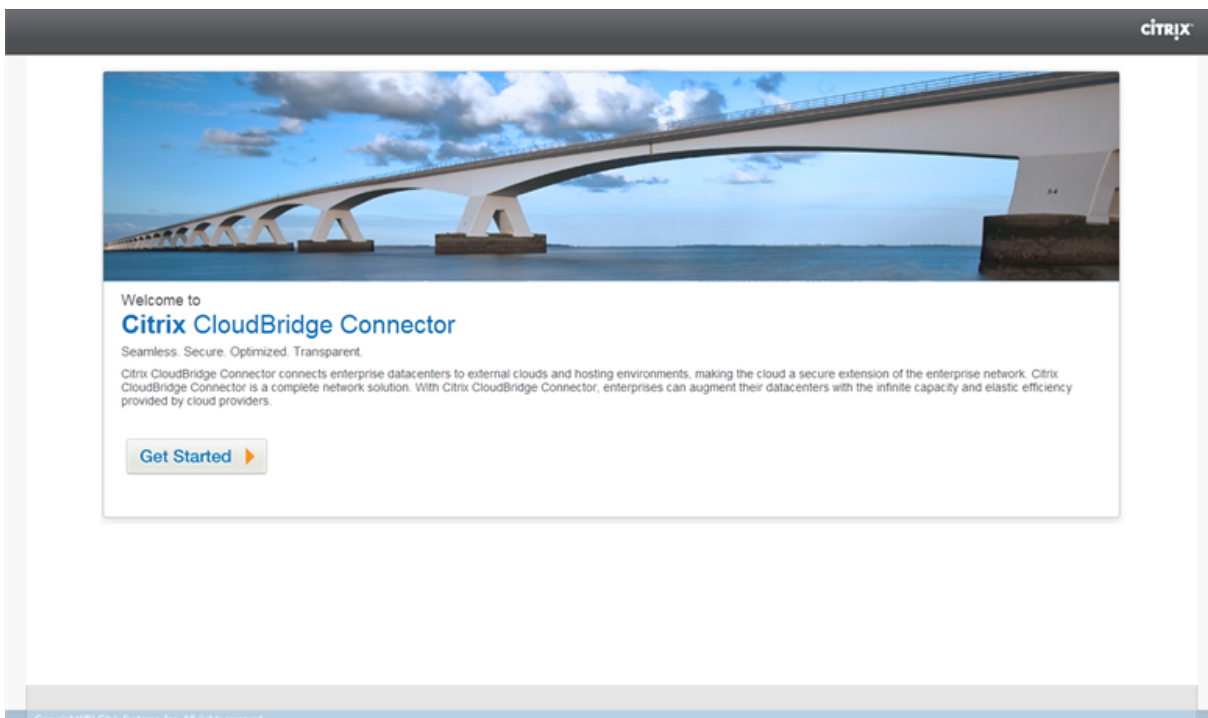 CİTRIX
34
Welcome to
Citrix CloudBridge Connector
Seamless. Secure. Optimized. Transparent.
Citrix CloudBridge Connector connects enterprise datacenters to external clouds and hosting environments, making the cloud a secure extension of the enterprise network. Citrix
CloudBridge Connector is a complete network solution. With Citrix CloudBridge Connector, enterprises can augment their datacenters with the infinite capacity and elastic efficiency
provided by cloud providers.
Get Started